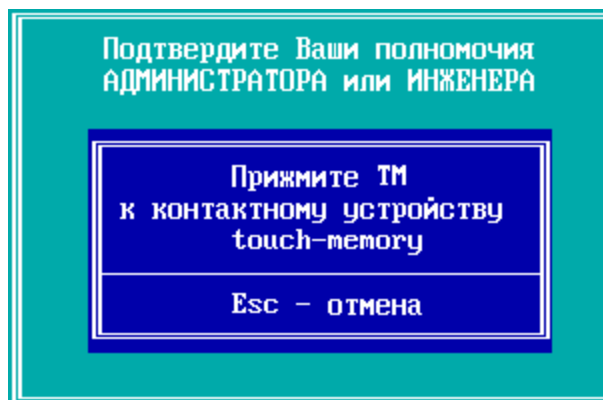 Подтвердите Ваши полномочия
АДМИНИСТРАТОРА или ИНЖЕНЕРА
Прижмите ТМ
к контактному устройству
touch-memory
Esc - отмена